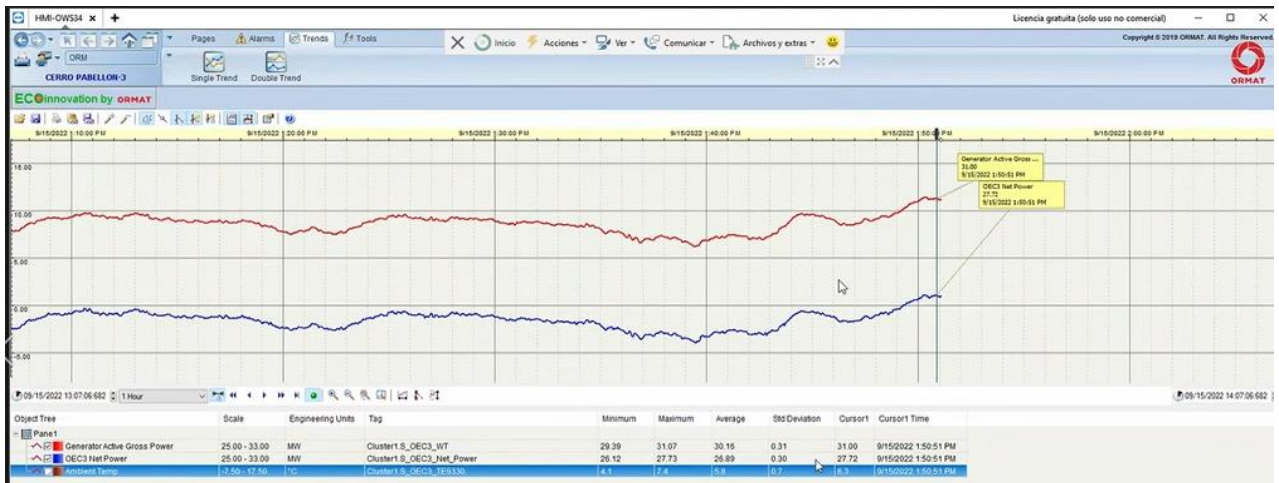 HMI-OWS34
Licencia gratuita (solo uso no comercial)
Pages Alarms Trends Tools
Inicio Acciones Ver Comunicar Archivos y extras
Copyright © 2019 ORMAT. All Rights Reserved.
ORM
CERRO PABELLON-3
Single Trend Double Trend
ORMAT
ECOinnovation by ORMAT
9/15/2022 1:10:00 PM 9/15/2022 1:20:00 PM 9/15/2022 1:30:00 PM 9/15/2022 1:40:00 PM 9/15/2022 1:50: PM 9/15/2022 2:00:00 PM
15.00
10.00
5.00
0.00
-5.00
Generator Active Gross ...
31.00
9/15/2022 1:50:51 PM
OEC3 Net Power
27.72
9/15/2022 1:50:51 PM
09/15/2022 13:07:06:682 1 Hour 09/15/2022 14:07:06:682
Object Tree Scale Engineering Units Tag Minimum Maximum Average Std Deviation Cursor1 Cursor1 Time
Pane1
Generator Active Gross Power 25.00 - 33.00 MW Cluster1.S_OEC3_WT 29.39 31.07 30.16 0.31 31.00 9/15/2022 1:50:51 PM
OEC3 Net Power 25.00 - 33.00 MW Cluster1.S_OEC3_Net_Power 26.12 27.73 26.89 0.30 27.72 9/15/2022 1:50:51 PM
Ambient Temp -7.50 - 17.50 °C Cluster1.S_OEC3_TE9330. 4.1 7.4 5.8 0.7 6.3 9/15/2022 1:50:51 PM